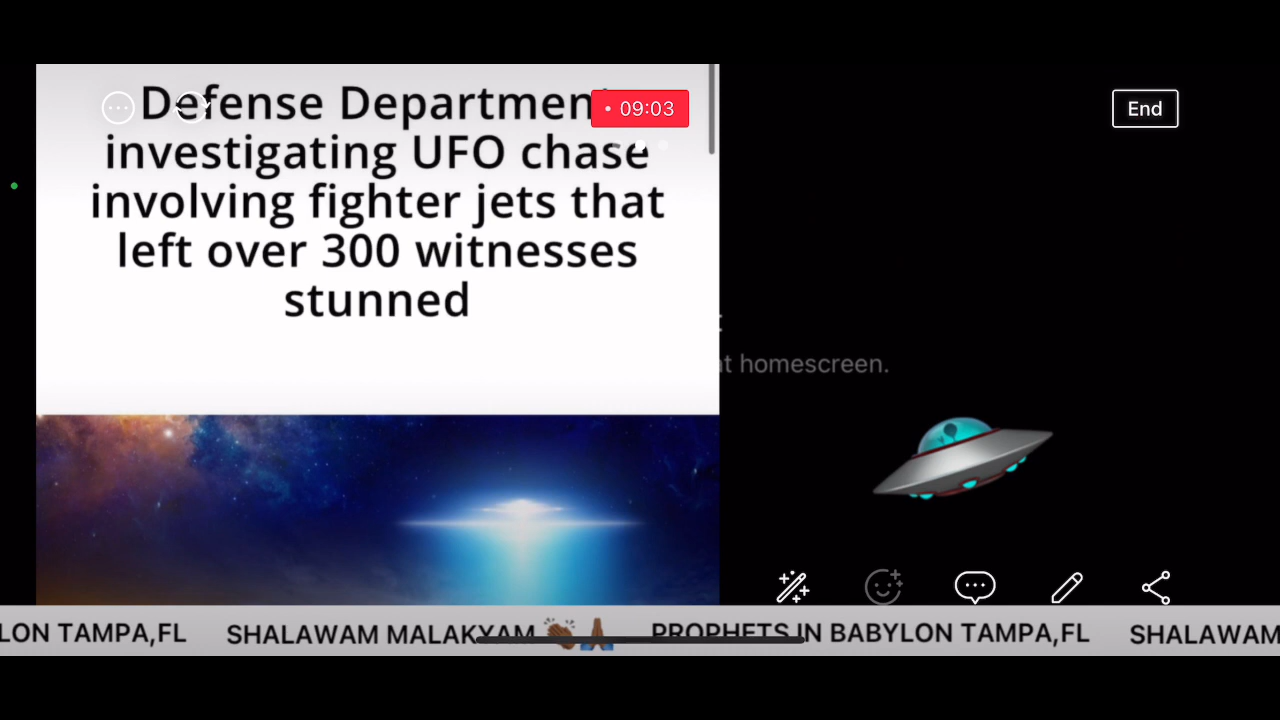 Defense Department
investigating UFO chase
involving fighter jets that
left over 300 witnesses
stunned
09:03
End
homescreen.
LON TAMPA,FL SHALAWAM MALAKYAM 👏🏾🙏🏾 PROPHETS IN BABYLON TAMPA,FL SHALAWAM